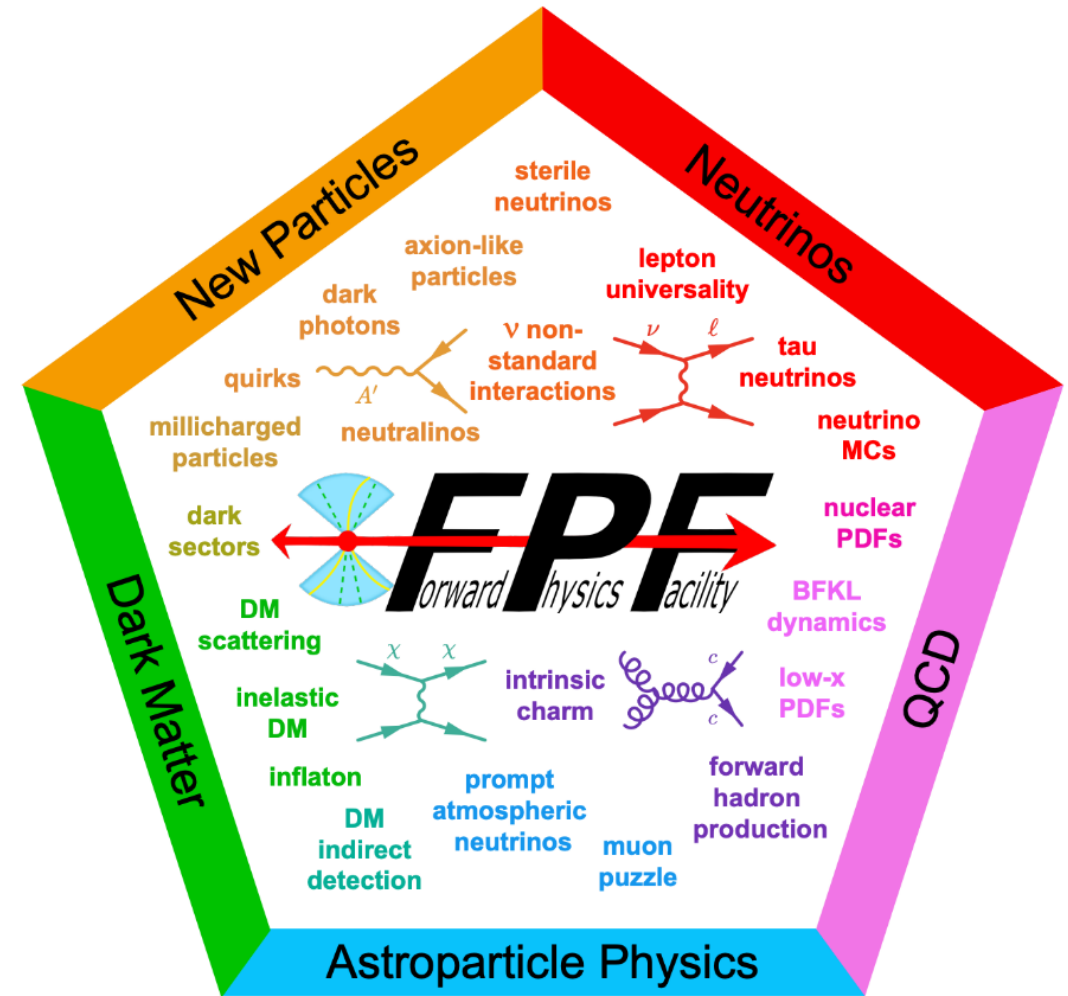 New Particles
Neutrinos
sterile
neutrinos
axion-like
particles
lepton
universality
dark
photons
ν non-
standard
interactions
ν
ℓ
tau
neutrinos
quirks
A′
neutralinos
millicharged
particles
neutrino
MCs
dark
sectors
FPF
Forward Physics Facility
nuclear
PDFs
BFKL
dynamics
DM
scattering
χ
χ
intrinsic
charm
c
c
low-x
PDFs
QCD
Dark Matter
inelastic
DM
inflaton
prompt
atmospheric
neutrinos
forward
hadron
production
DM
indirect
detection
muon
puzzle
Astroparticle Physics